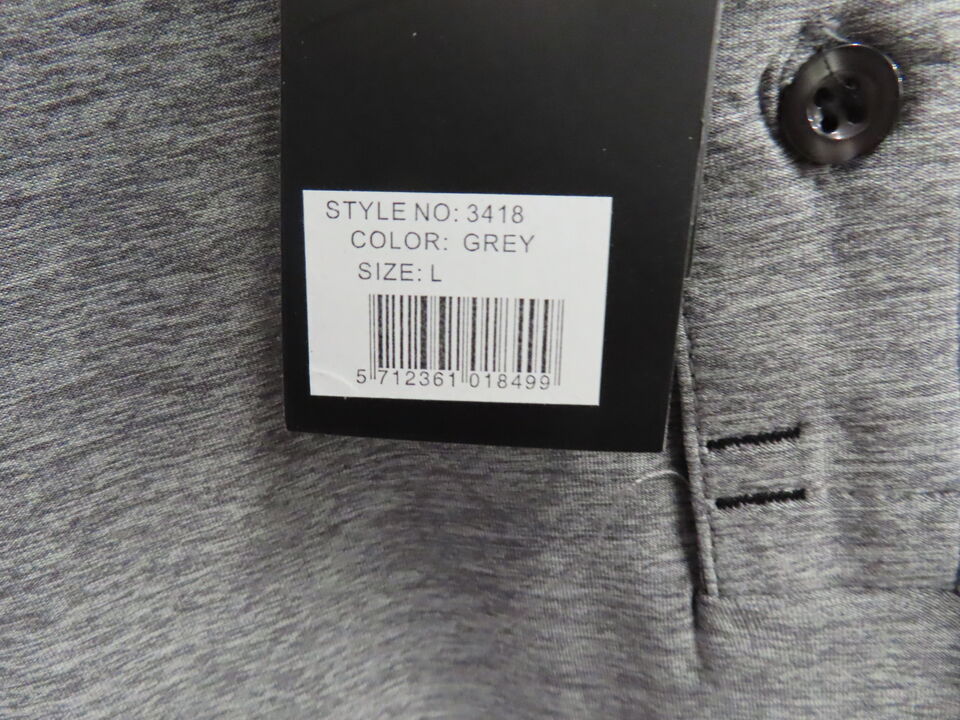 STYLE NO: 3418
COLOR: GREY
SIZE: L
5 712361 018499